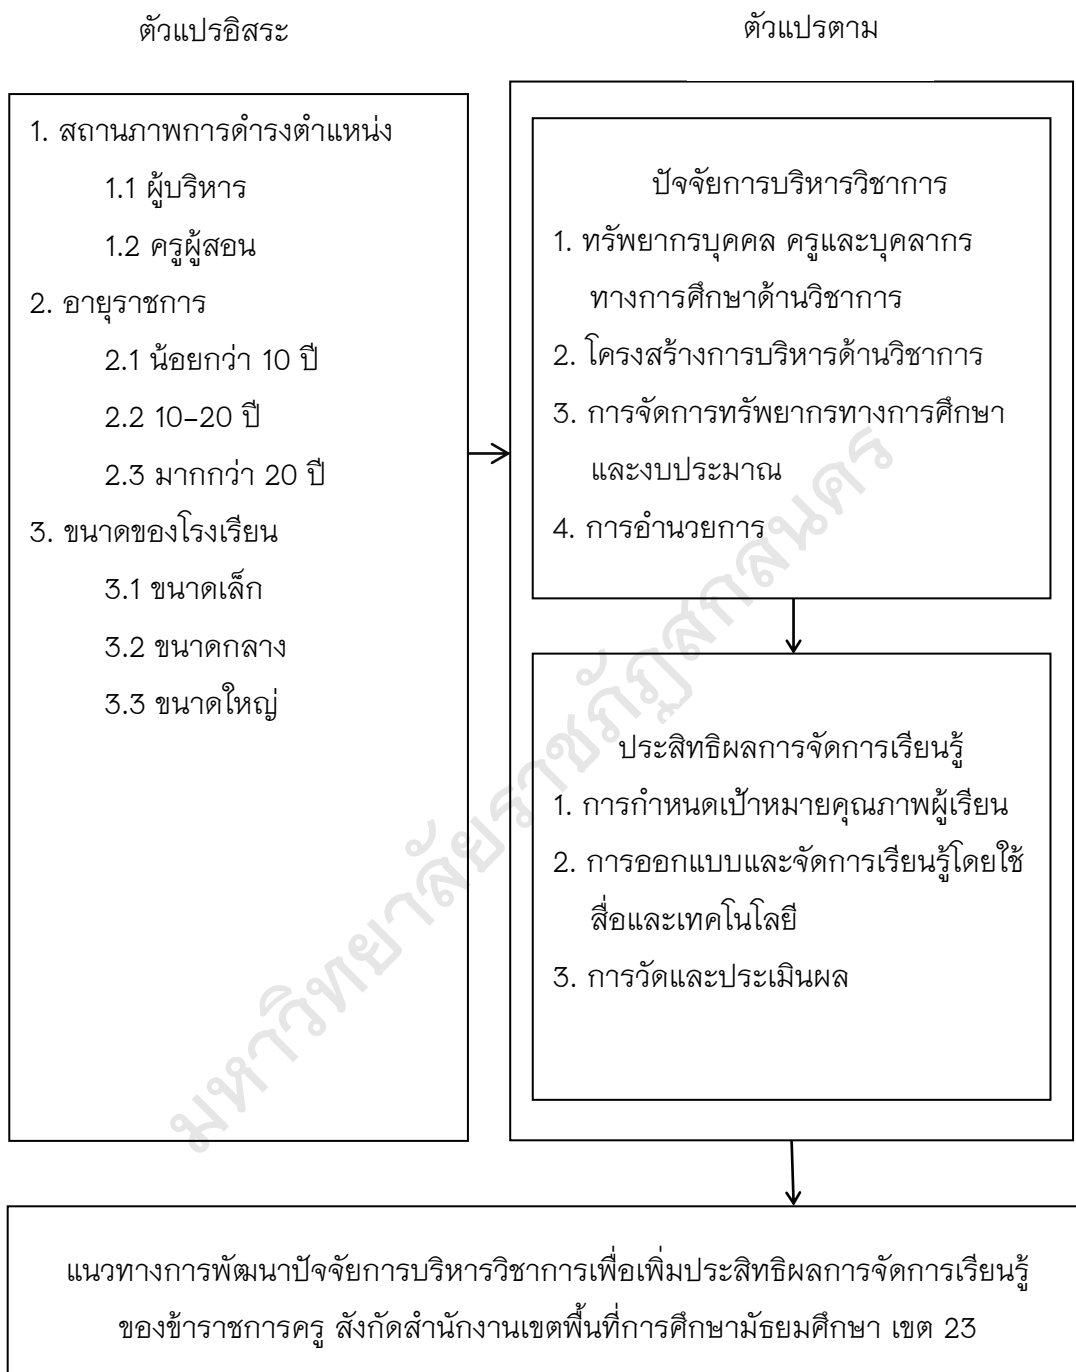 ตัวแปรอิสระ
ตัวแปรตาม
1. สถานภาพการดำรงตำแหน่ง
1.1 ผู้บริหาร
1.2 ครูผู้สอน
2. อายุราชการ
2.1 น้อยกว่า 10 ปี
2.2 10–20 ปี
2.3 มากกว่า 20 ปี
3. ขนาดของโรงเรียน
3.1 ขนาดเล็ก
3.2 ขนาดกลาง
3.3 ขนาดใหญ่
ปัจจัยการบริหารวิชาการ
1. ทรัพยากรบุคคล ครูและบุคลากร
ทางการศึกษาด้านวิชาการ
2. โครงสร้างการบริหารด้านวิชาการ
3. การจัดการทรัพยากรทางการศึกษา
และงบประมาณ
4. การอำนวยการ
ประสิทธิผลการจัดการเรียนรู้
1. การกำหนดเป้าหมายคุณภาพผู้เรียน
2. การออกแบบและจัดการเรียนรู้โดยใช้
สื่อและเทคโนโลยี
3. การวัดและประเมินผล
แนวทางการพัฒนาปัจจัยการบริหารวิชาการเพื่อเพิ่มประสิทธิผลการจัดการเรียนรู้
ของข้าราชการครู สังกัดสำนักงานเขตพื้นที่การศึกษามัธยมศึกษา เขต 23
มหาวิทยาลัยราชภัฏสกลนคร